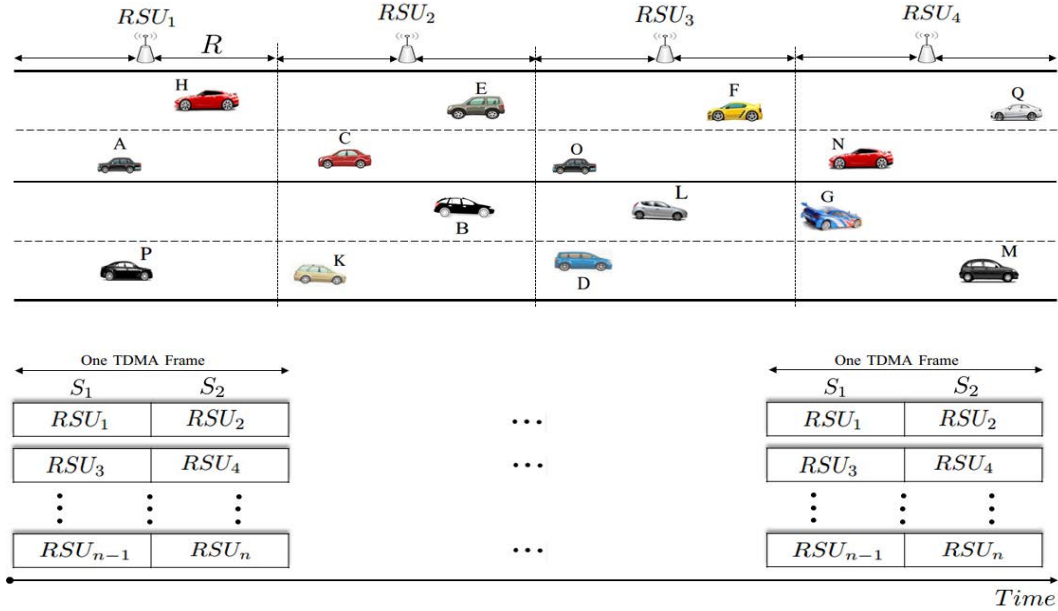 RSU₁ RSU₂ RSU₃ RSU₄
R
H E F Q
A C O N
B L G
P K D M
One TDMA Frame One TDMA Frame
S₁ S₂ S₁ S₂
RSU₁ RSU₂ ... RSU₁ RSU₂
RSU₃ RSU₄ ... RSU₃ RSU₄
RSUₙ₋₁ RSUₙ ... RSUₙ₋₁ RSUₙ
Time